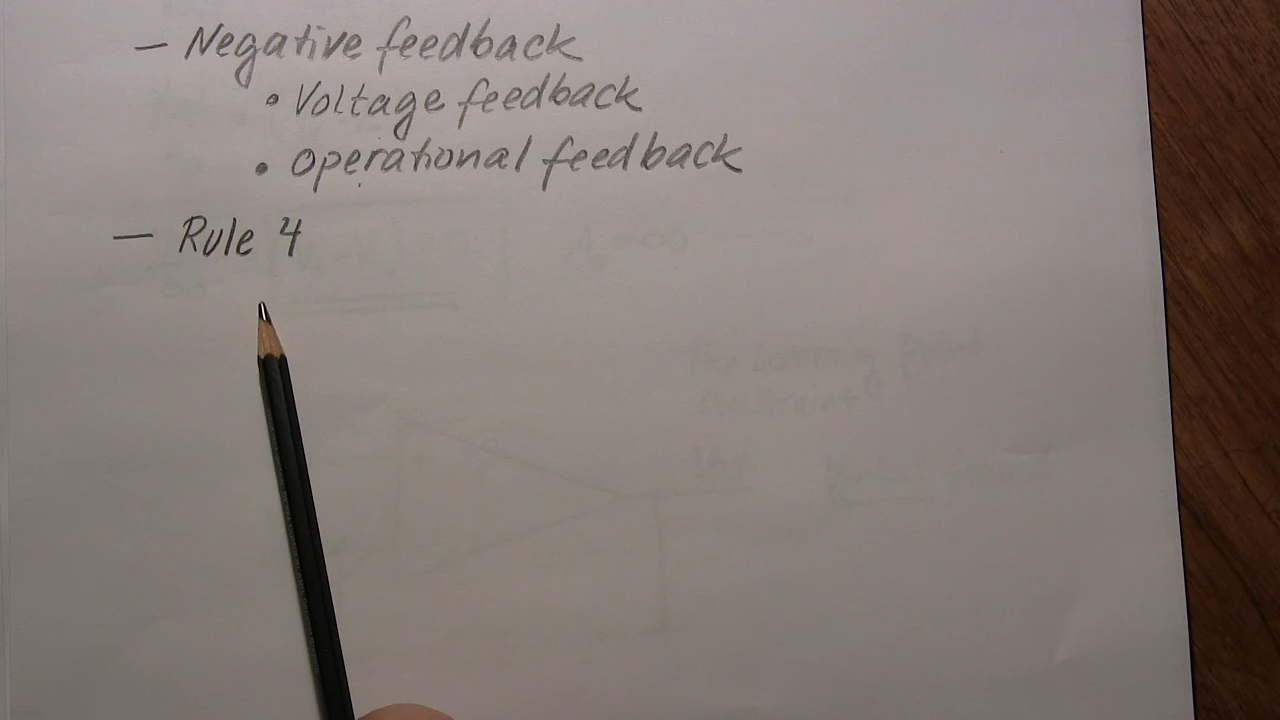 — Negative feedback
• Voltage feedback
• Operational feedback
— Rule 4